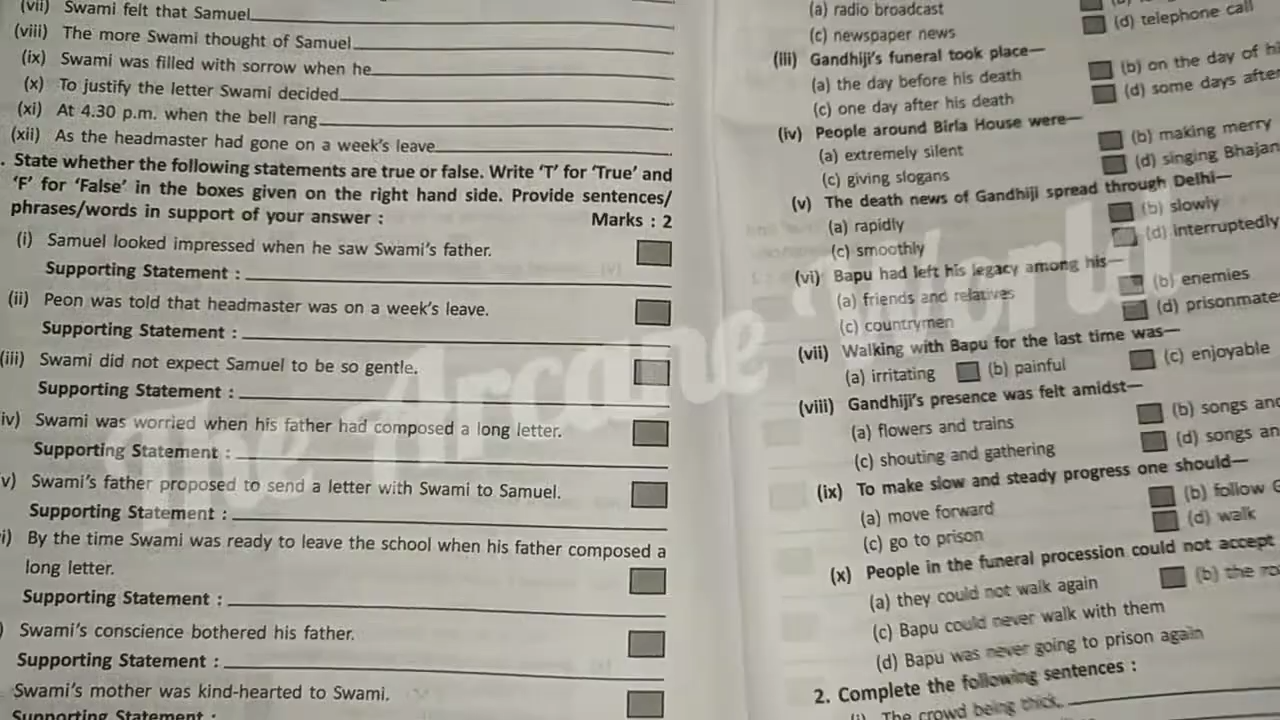 (vii) Swami felt that Samuel
(viii) The more Swami thought of Samuel
(ix) Swami was filled with sorrow when he
(x) To justify the letter Swami decided
(xi) At 4.30 p.m. when the bell rang
(xii) As the headmaster had gone on a week's leave
. State whether the following statements are true or false. Write 'T' for 'True' and
'F' for 'False' in the boxes given on the right hand side. Provide sentences/
phrases/words in support of your answer : Marks : 2
(i) Samuel looked impressed when he saw Swami's father.
Supporting Statement :
(ii) Peon was told that headmaster was on a week's leave.
Supporting Statement :
(iii) Swami did not expect Samuel to be so gentle.
Supporting Statement :
iv) Swami was worried when his father had composed a long letter.
Supporting Statement :
v) Swami's father proposed to send a letter with Swami to Samuel.
Supporting Statement :
i) By the time Swami was ready to leave the school when his father composed a
long letter.
Supporting Statement :
) Swami's conscience bothered his father.
Supporting Statement :
Swami's mother was kind-hearted to Swami.
Supporting Statement :
(a) radio broadcast
(c) newspaper news (d) telephone call
(iii) Gandhiji's funeral took place—
(a) the day before his death (b) on the day of hi
(c) one day after his death (d) some days after
(iv) People around Birla House were—
(a) extremely silent (b) making merry
(c) giving slogans (d) singing Bhajan
(v) The death news of Gandhiji spread through Delhi—
(a) rapidly (b) slowly
(c) smoothly (d) interruptedly
(vi) Bapu had left his legacy among his—
(a) friends and relatives (b) enemies
(c) countrymen (d) prisonmate
(vii) Walking with Bapu for the last time was—
(a) irritating (b) painful (c) enjoyable
(viii) Gandhiji's presence was felt amidst—
(a) flowers and trains (b) songs and
(c) shouting and gathering (d) songs an
(ix) To make slow and steady progress one should—
(a) move forward (b) follow G
(c) go to prison (d) walk
(x) People in the funeral procession could not accept
(a) they could not walk again (b) the ro
(c) Bapu could never walk with them
(d) Bapu was never going to prison again
2. Complete the following sentences :
(i) The crowd being thick,
The Arcane World